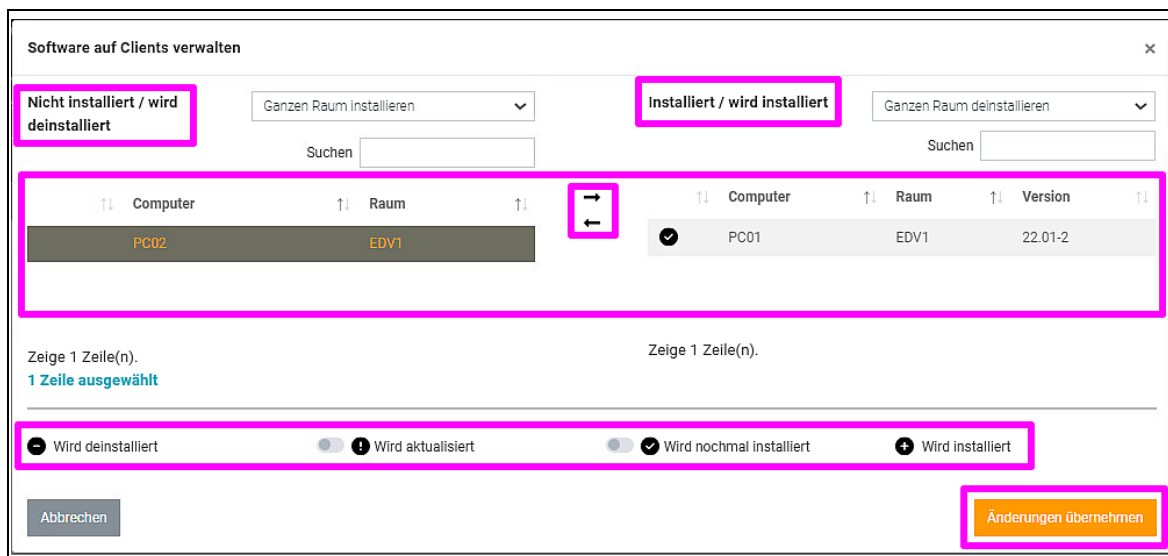 Software auf Clients verwalten ×
Nicht installiert / wird
deinstalliert
Ganzen Raum installieren
Suchen
Installiert / wird installiert
Ganzen Raum deinstallieren
Suchen
Computer Raum
PC02 EDV1
Computer Raum Version
PC01 EDV1 22.01-2
Zeige 1 Zeile(n).
1 Zeile ausgewählt
Zeige 1 Zeile(n).
Wird deinstalliert Wird aktualisiert Wird nochmal installiert Wird installiert
Abbrechen Änderungen übernehmen